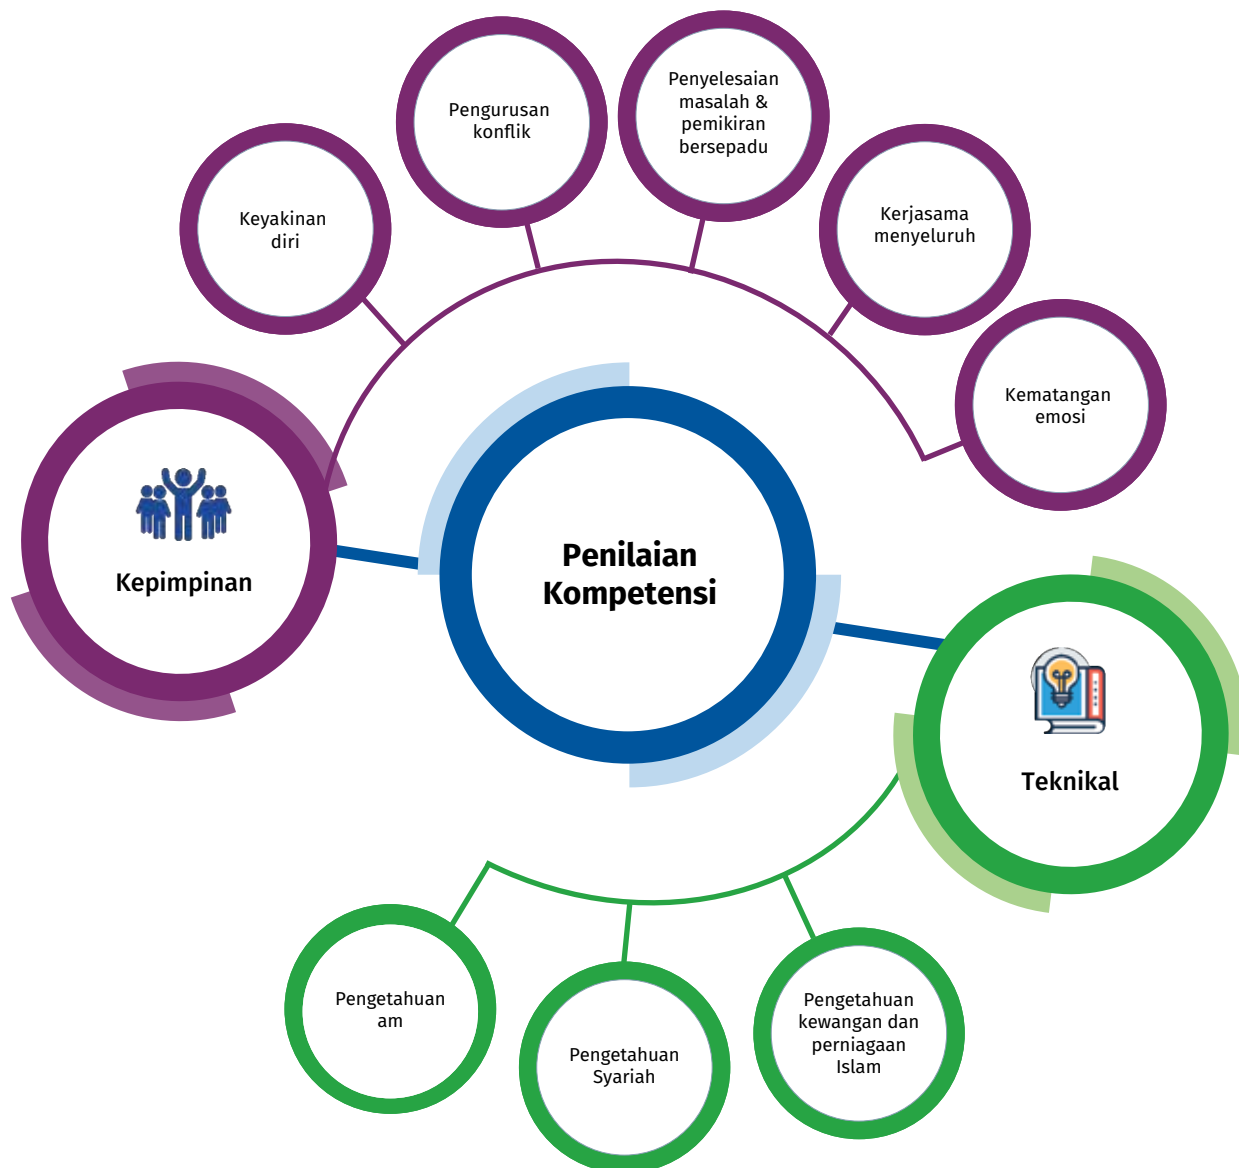 Penyelesaian
masalah &
pemikiran
bersepadu
Pengurusan
konflik
Keyakinan
diri
Kerjasama
menyeluruh
Kematangan
emosi
Kepimpinan
Penilaian
Kompetensi
Teknikal
Pengetahuan
am
Pengetahuan
Syariah
Pengetahuan
kewangan dan
perniagaan
Islam